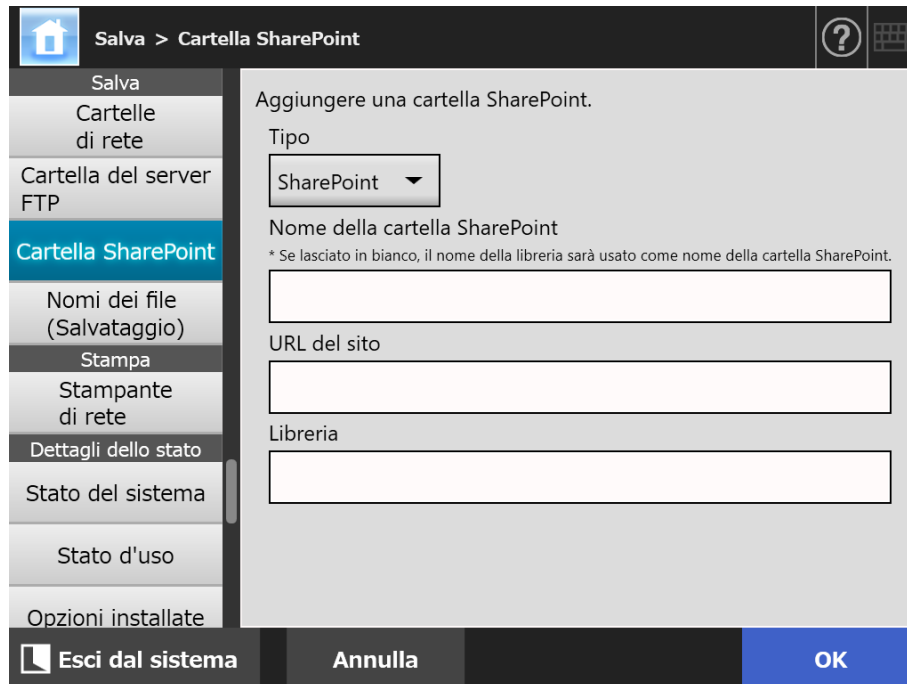 Salva > Cartella SharePoint
?
Salva
Cartelle
di rete
Cartella del server
FTP
Cartella SharePoint
Nomi dei file
(Salvataggio)
Stampa
Stampante
di rete
Dettagli dello stato
Stato del sistema
Stato d'uso
Opzioni installate
Aggiungere una cartella SharePoint.
Tipo
SharePoint
Nome della cartella SharePoint
* Se lasciato in bianco, il nome della libreria sarà usato come nome della cartella SharePoint.
URL del sito
Libreria
Esci dal sistema
Annulla
OK